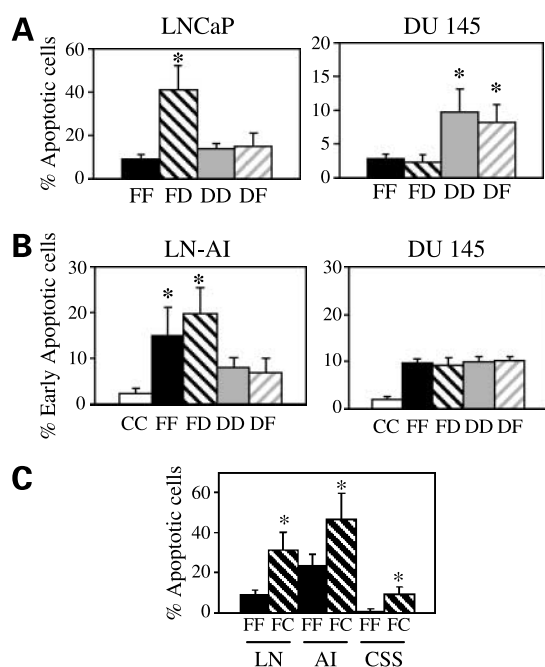 A
LNCaP
DU 145
% Apoptotic cells
60
40
20
0
*
FF FD DD DF
20
15
10
5
0
* *
FF FD DD DF
B
LN-AI
DU 145
% Early Apoptotic cells
30
20
10
0
* *
CC FF FD DD DF
30
20
10
0
CC FF FD DD DF
C
% Apoptotic cells
60
40
20
0
* * *
FF FC FF FC FF FC
LN AI CSS